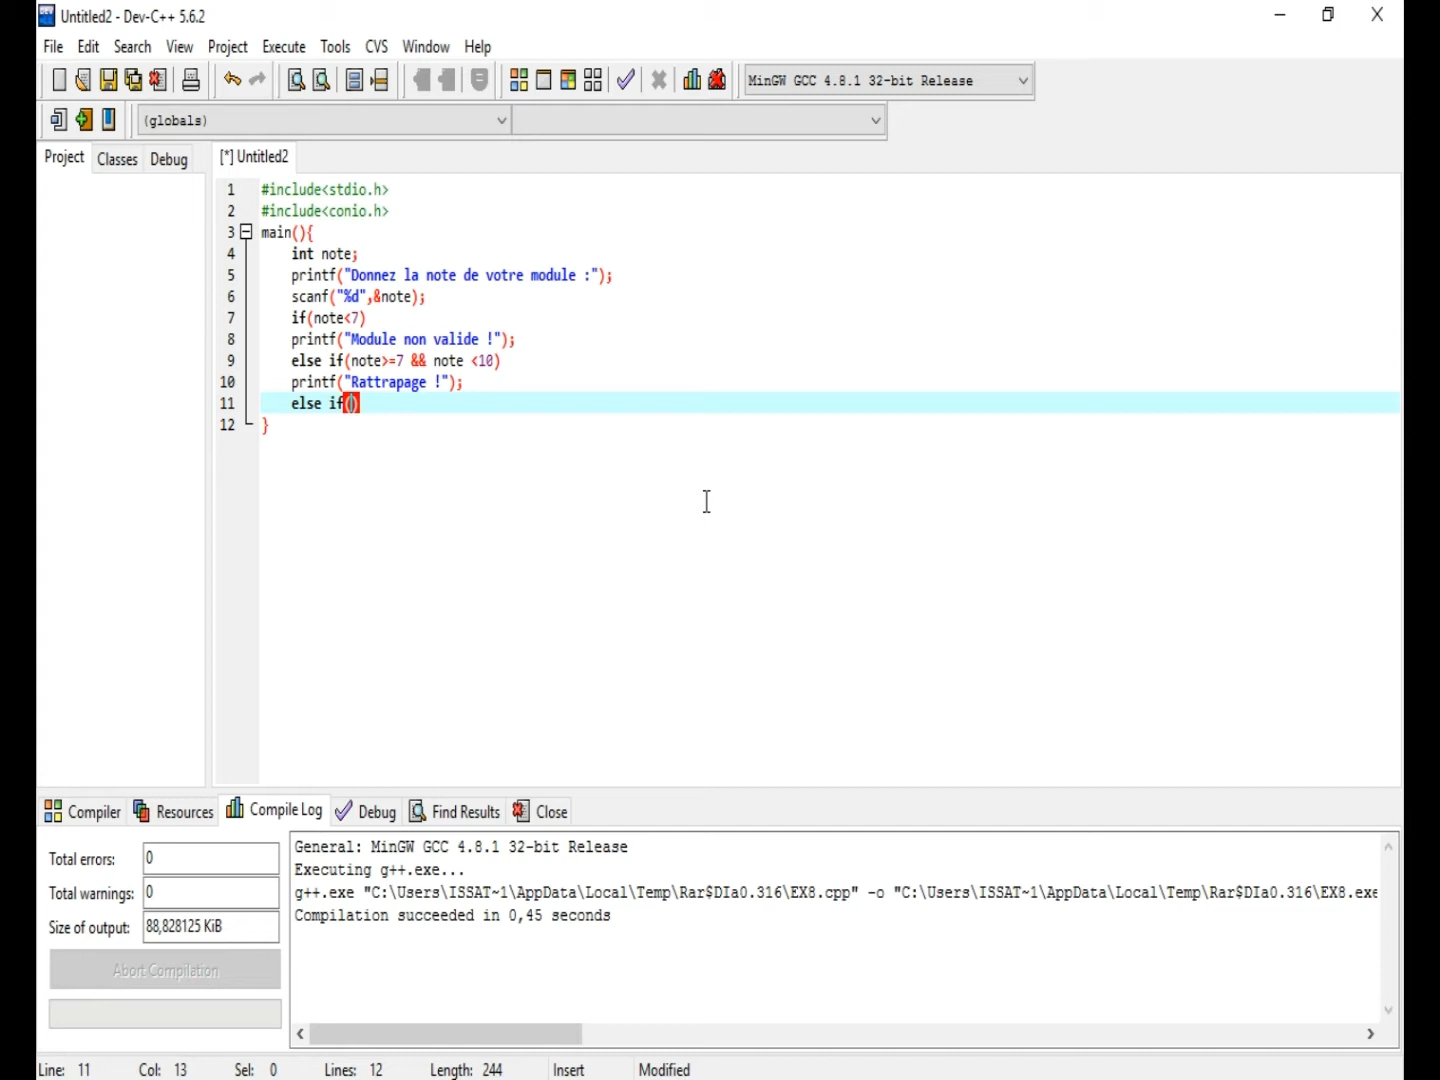 Untitled2 - Dev-C++ 5.6.2
File Edit Search View Project Execute Tools CVS Window Help
MinGW GCC 4.8.1 32-bit Release
(globals)
Project Classes Debug [*] Untitled2
1 #include<stdio.h>
2 #include<conio.h>
3 main(){
4 int note;
5 printf("Donnez la note de votre module :");
6 scanf("%d",&note);
7 if(note<7)
8 printf("Module non valide !");
9 else if(note>=7 && note <10)
10 printf("Rattrapage !");
11 else if()
12 }
Compiler Resources Compile Log Debug Find Results Close
Total errors: 0
Total warnings: 0
Size of output: 88,828125 KiB
Abort Compilation
General: MinGW GCC 4.8.1 32-bit Release
Executing g++.exe...
g++.exe "C:\Users\ISSAT~1\AppData\Local\Temp\Rar$DIa0.316\EX8.cpp" -o "C:\Users\ISSAT~1\AppData\Local\Temp\Rar$DIa0.316\EX8.exe
Compilation succeeded in 0,45 seconds
Line: 11 Col: 13 Sel: 0 Lines: 12 Length: 244 Insert Modified